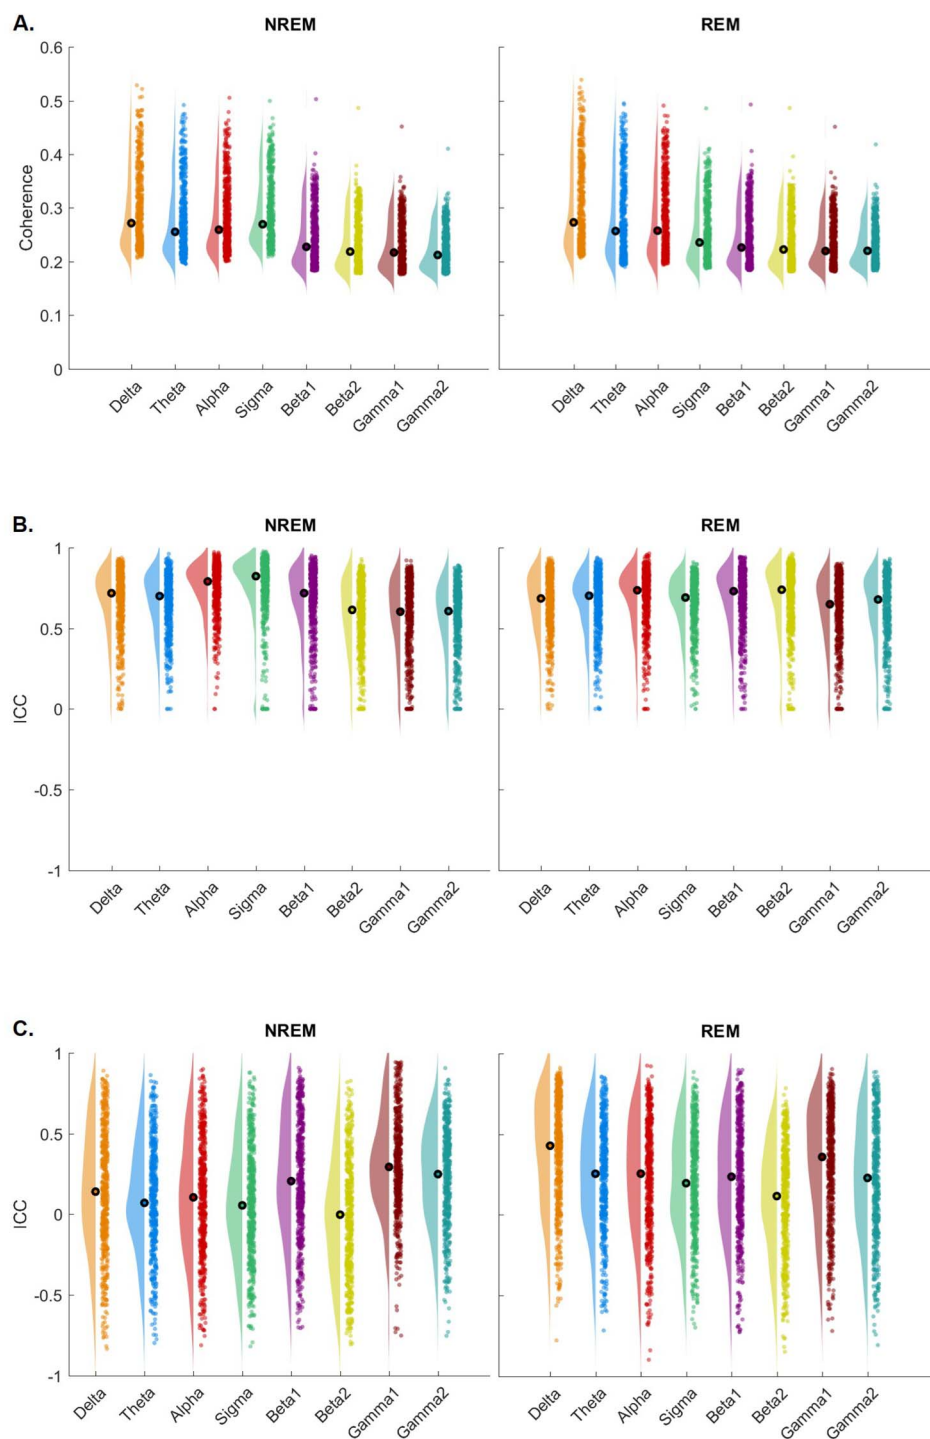 A.
NREM
REM
0.6
0.5
0.4
0.3
0.2
0.1
0
Coherence
Delta
Theta
Alpha
Sigma
Beta1
Beta2
Gamma1
Gamma2
Delta
Theta
Alpha
Sigma
Beta1
Beta2
Gamma1
Gamma2
B.
NREM
REM
1
0.5
0
-0.5
-1
ICC
Delta
Theta
Alpha
Sigma
Beta1
Beta2
Gamma1
Gamma2
Delta
Theta
Alpha
Sigma
Beta1
Beta2
Gamma1
Gamma2
C.
NREM
REM
1
0.5
0
-0.5
-1
ICC
Delta
Theta
Alpha
Sigma
Beta1
Beta2
Gamma1
Gamma2
Delta
Theta
Alpha
Sigma
Beta1
Beta2
Gamma1
Gamma2